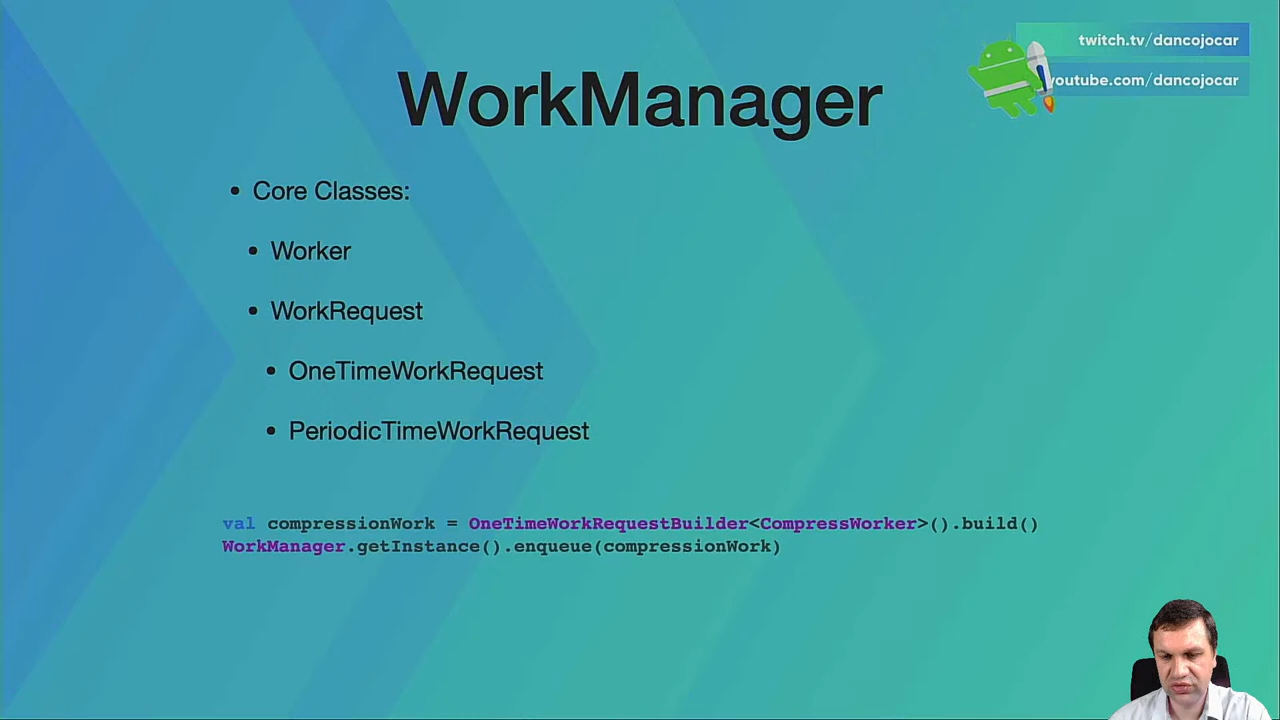 twitch.tv/dancojocar
youtube.com/dancojocar
WorkManager
• Core Classes:
• Worker
• WorkRequest
• OneTimeWorkRequest
• PeriodicTimeWorkRequest
val compressionWork = OneTimeWorkRequestBuilder<CompressWorker>().build()
WorkManager.getInstance().enqueue(compressionWork)